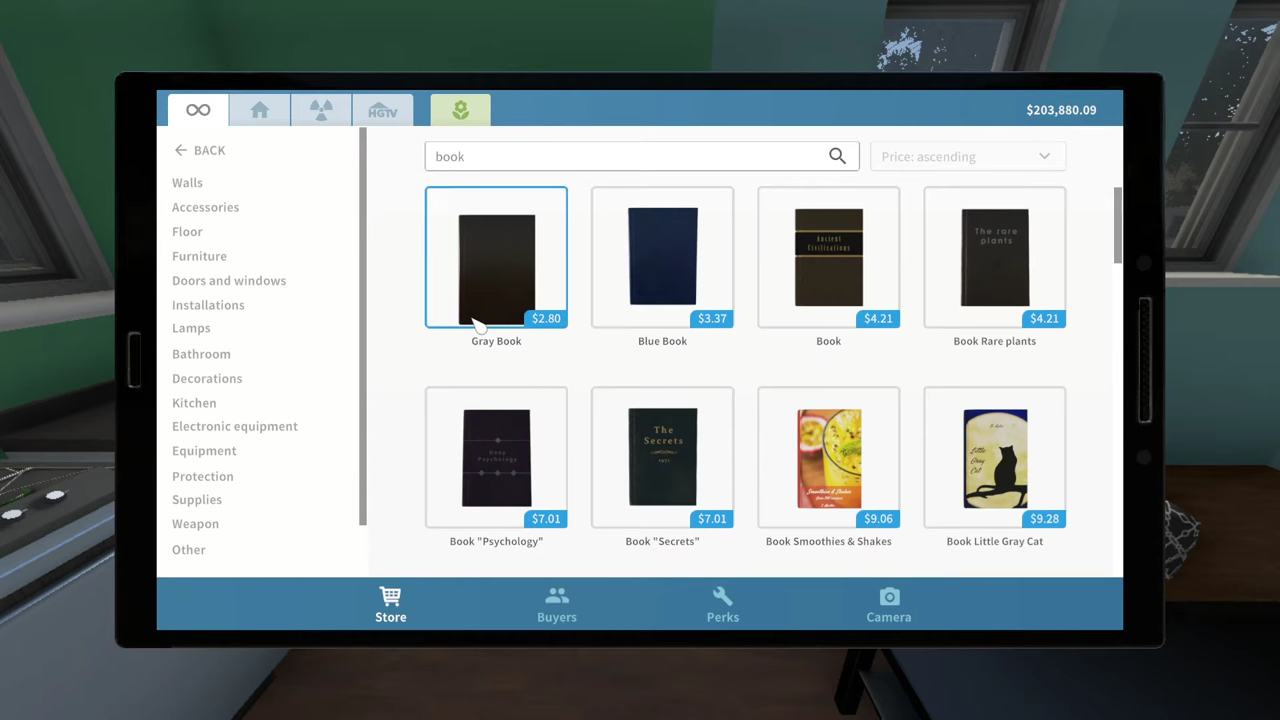 HGTV
$203,880.09
BACK
Walls
Accessories
Floor
Furniture
Doors and windows
Installations
Lamps
Bathroom
Decorations
Kitchen
Electronic equipment
Equipment
Protection
Supplies
Weapon
Other
book
Price: ascending
$2.80
Gray Book
$3.37
Blue Book
Ancient
Civilizations
$4.21
Book
The rare
plants
$4.21
Book Rare plants
Deep
Psychology
$7.01
Book "Psychology"
The
Secrets
1971
$7.01
Book "Secrets"
Smoothies & Shakes
$9.06
Book Smoothies & Shakes
Little
Gray
Cat
$9.28
Book Little Gray Cat
Store
Buyers
Perks
Camera